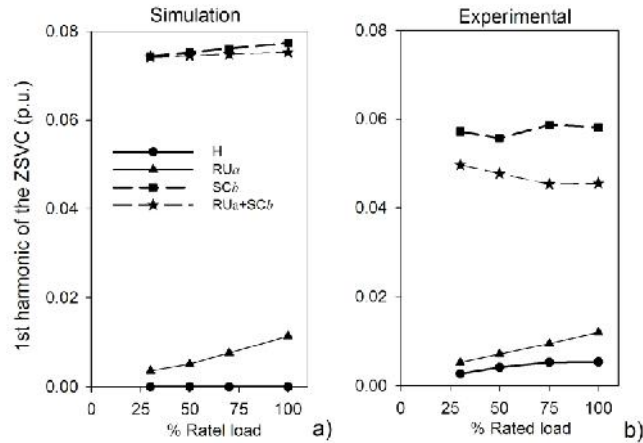 Simulation
Experimental
1st harmonic of the ZSVC (p.u.)
0.08
0.06
0.04
0.02
0.00
H
RUa
SCb
RUa+SCb
0
25
50
75
100
% Ratel load
a)
0.08
0.06
0.04
0.02
0.00
0
25
50
75
100
% Rated load
b)